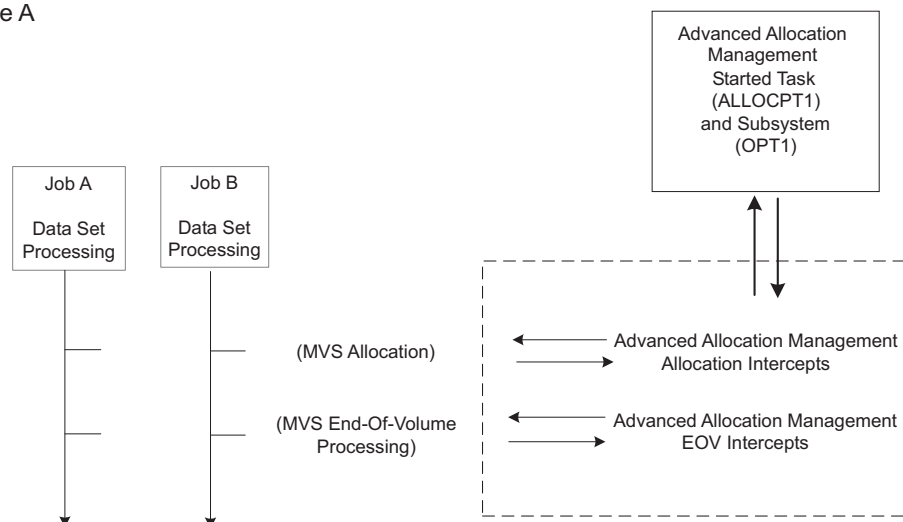 e A
Advanced Allocation
Management
Started Task
(ALLOCPT1)
and Subsystem
(OPT1)
Job A
Data Set
Processing
Job B
Data Set
Processing
(MVS Allocation)
Advanced Allocation Management
Allocation Intercepts
(MVS End-Of-Volume
Processing)
Advanced Allocation Management
EOV Intercepts